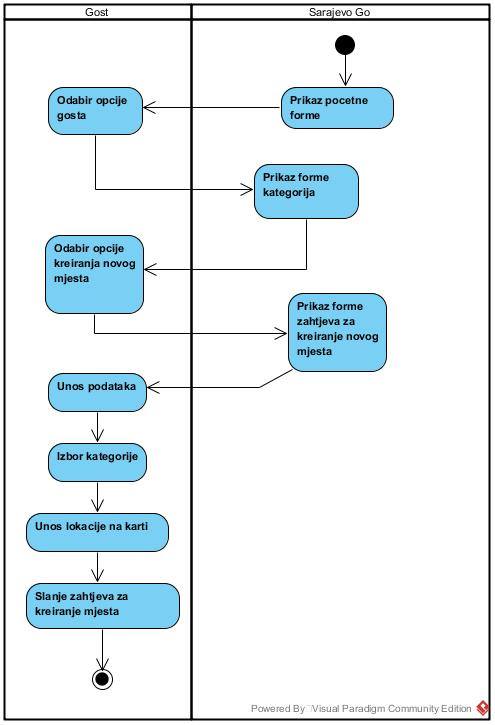 Gost
Sarajevo Go
Prikaz pocetne
forme
Odabir opcije
gosta
Prikaz forme
kategorija
Odabir opcije
kreiranja novog
mjesta
Prikaz forme
zahtjeva za
kreiranje novog
mjesta
Unos podataka
Izbor kategorije
Unos lokacije na karti
Slanje zahtjeva za
kreiranje mjesta
Powered By Visual Paradigm Community Edition